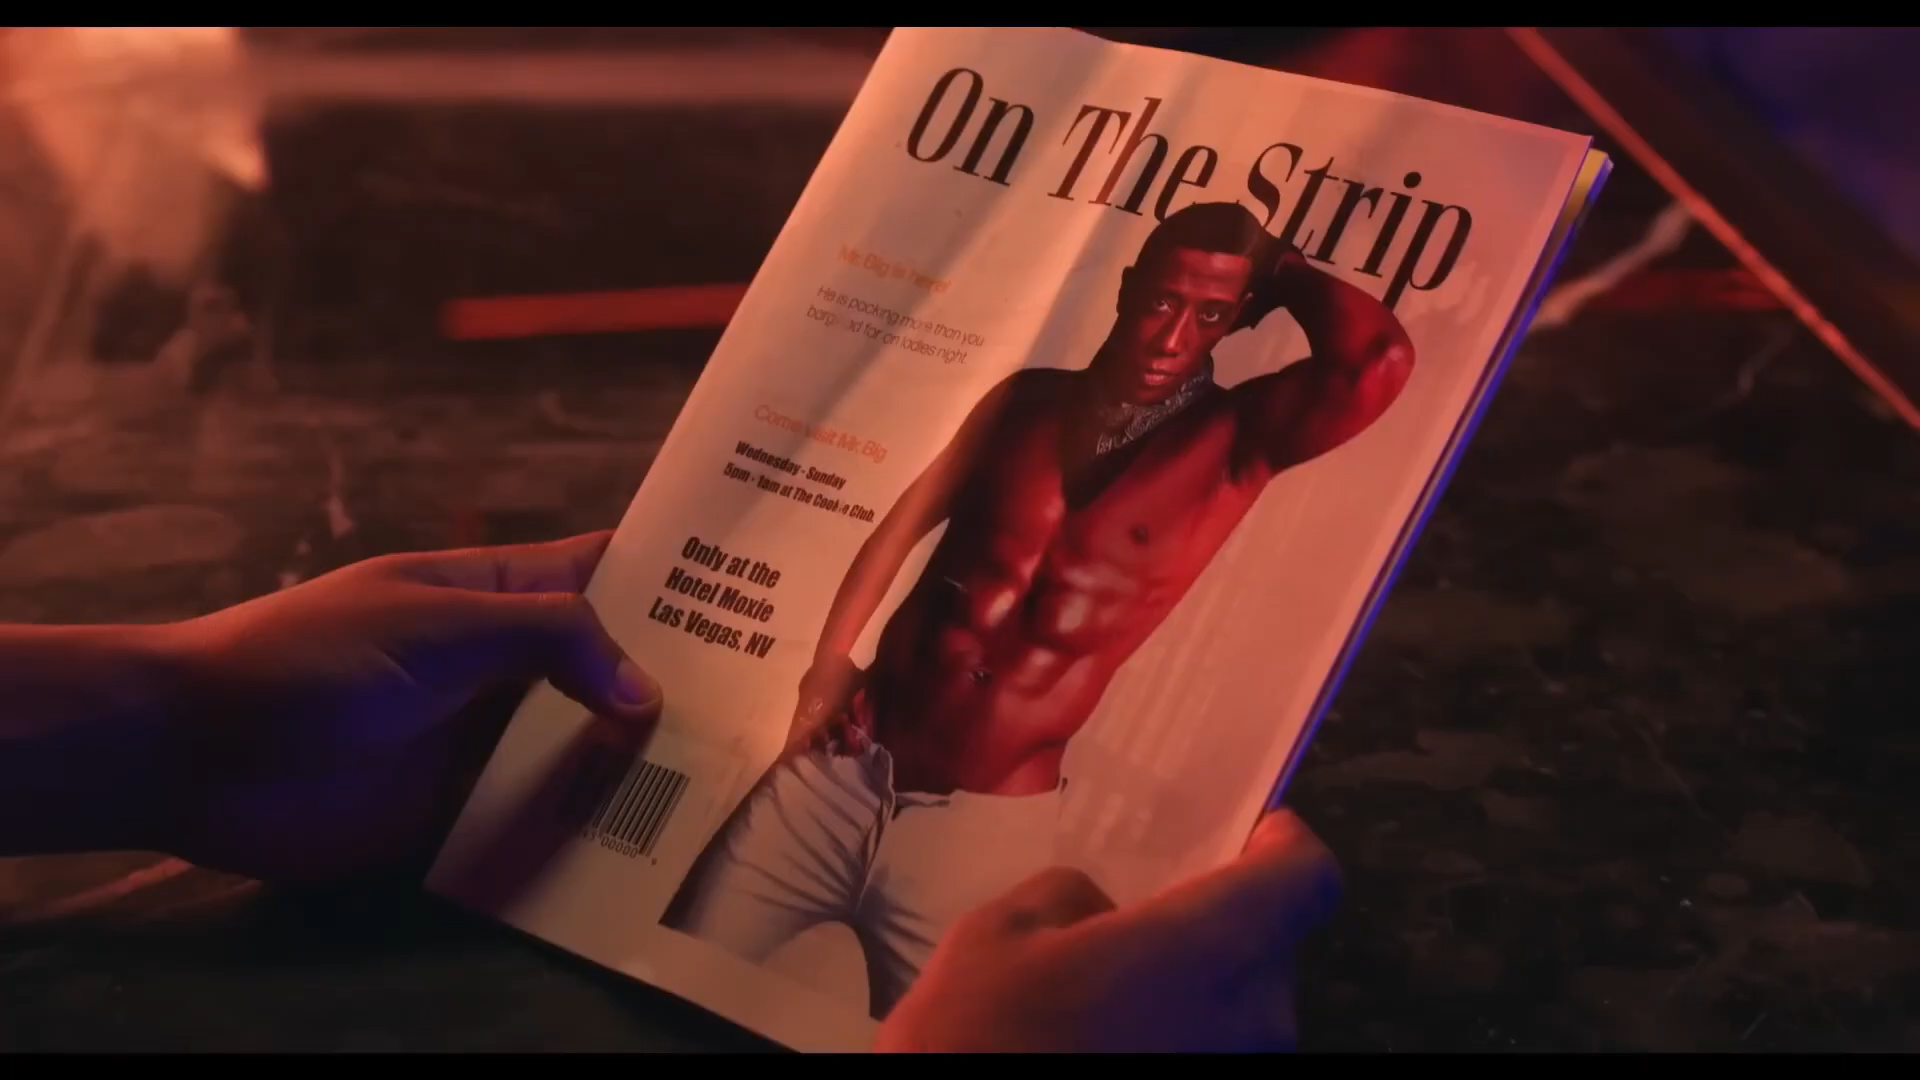 On The Strip
Mr. Big is here!
He is packing more than you
bargained for on ladies night
Come visit Mr. Big
Wednesday - Sunday
5pm - 1am at The Cookie Club
Only at the
Hotel Moxie
Las Vegas, NV
00000